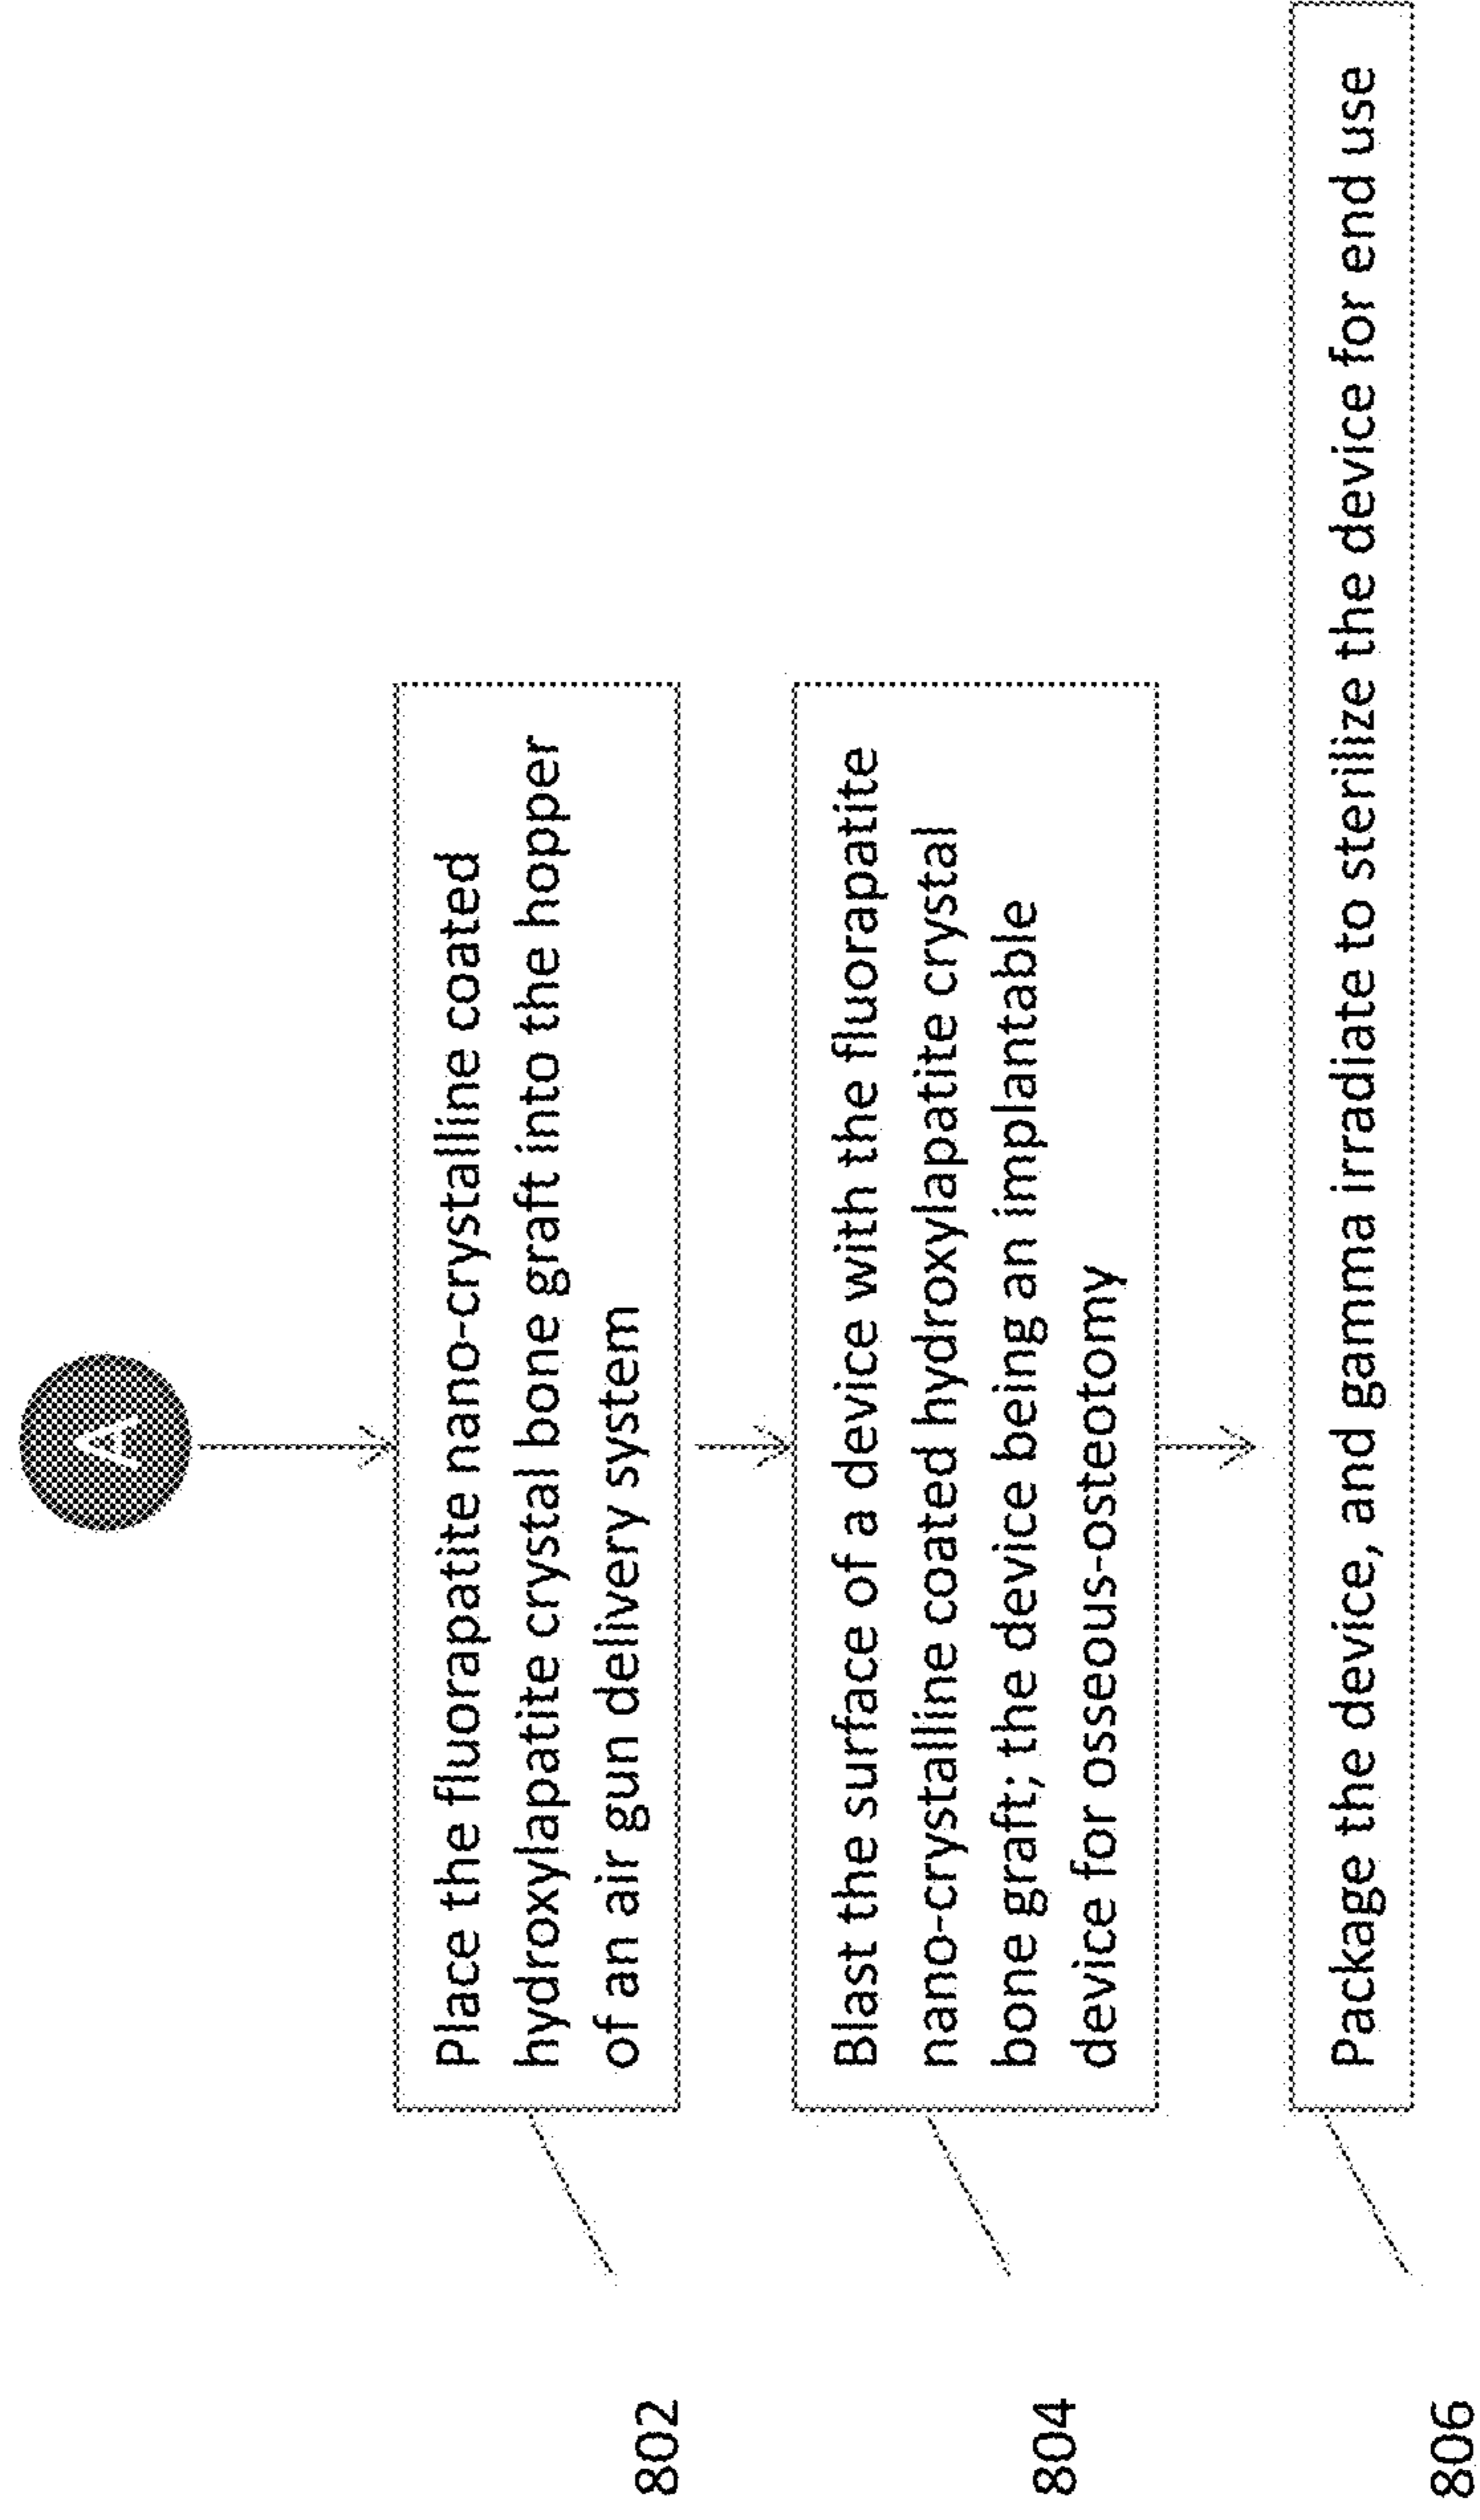 A
Place the fluorapatite nano-crystalline coated
hydroxylapatite crystal bone graft into the hopper
of an air gun delivery system
802
Blast the surface of a device with the fluorapatite
nano-crystalline coated hydroxylapatite crystal
bone graft; the device being an implantable
device for osseous-osteotomy
804
Package the device, and gamma irradiate to sterilize the device for end use
806